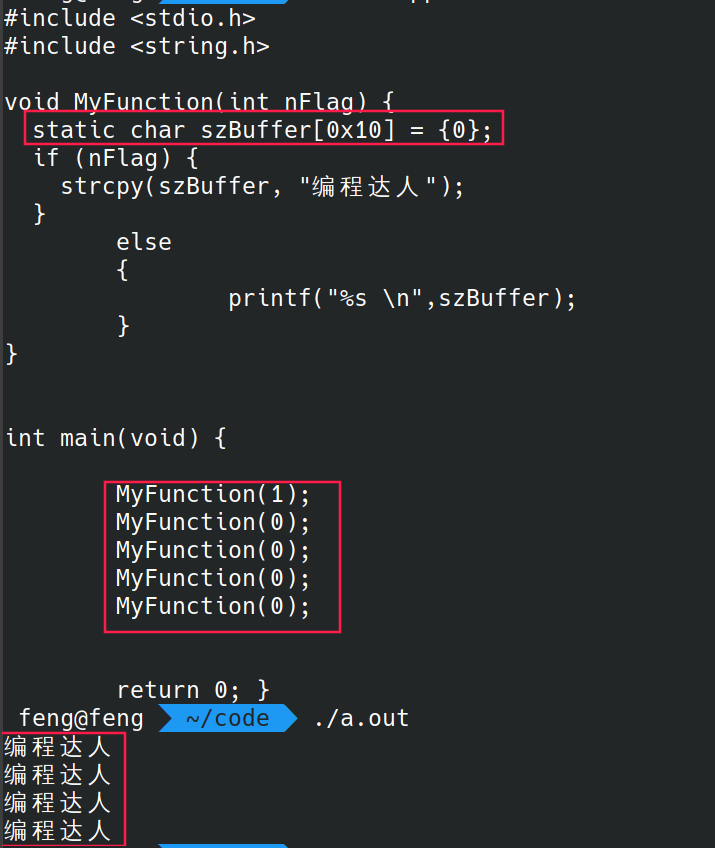 #include <stdio.h>
#include <string.h>
void MyFunction(int nFlag) {
static char szBuffer[0x10] = {0};
if (nFlag) {
strcpy(szBuffer, "编程达人");
}
else
{
printf("%s \n",szBuffer);
}
}
int main(void) {
MyFunction(1);
MyFunction(0);
MyFunction(0);
MyFunction(0);
MyFunction(0);
return 0; }
feng@feng ~/code ./a.out
编程达人
编程达人
编程达人
编程达人